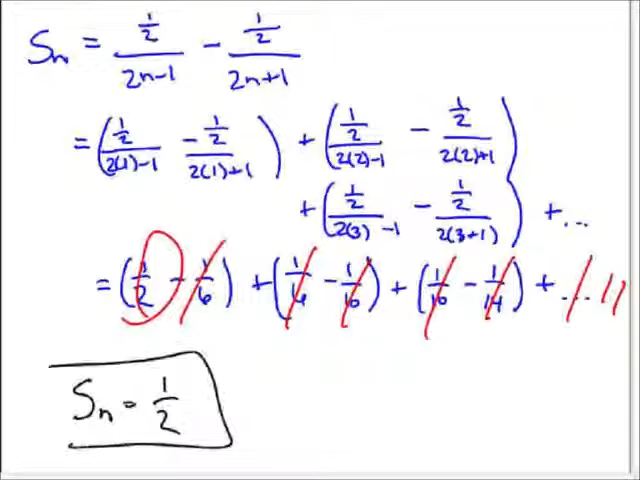 Sn = 1/2/(2n-1) - 1/2/(2n+1)
= (1/2/(2(1)-1) - 1/2/(2(1)+1)) + (1/2/(2(2)-1) - 1/2/(2(2)+1))
+ (1/2/(2(3)-1) - 1/2/(2(3+1)) + ...
= (1/2 - 1/6) + (1/6 - 1/10) + (1/10 - 1/14) + ...
Sn = 1/2